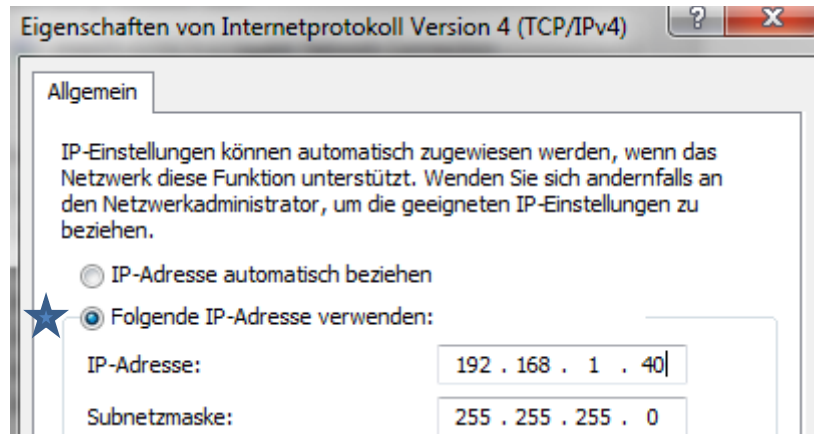 Eigenschaften von Internetprotokoll Version 4 (TCP/IPv4)
Allgemein
IP-Einstellungen können automatisch zugewiesen werden, wenn das
Netzwerk diese Funktion unterstützt. Wenden Sie sich andernfalls an
den Netzwerkadministrator, um die geeigneten IP-Einstellungen zu
beziehen.
IP-Adresse automatisch beziehen
Folgende IP-Adresse verwenden:
IP-Adresse: 192 . 168 . 1 . 40
Subnetzmaske: 255 . 255 . 255 . 0